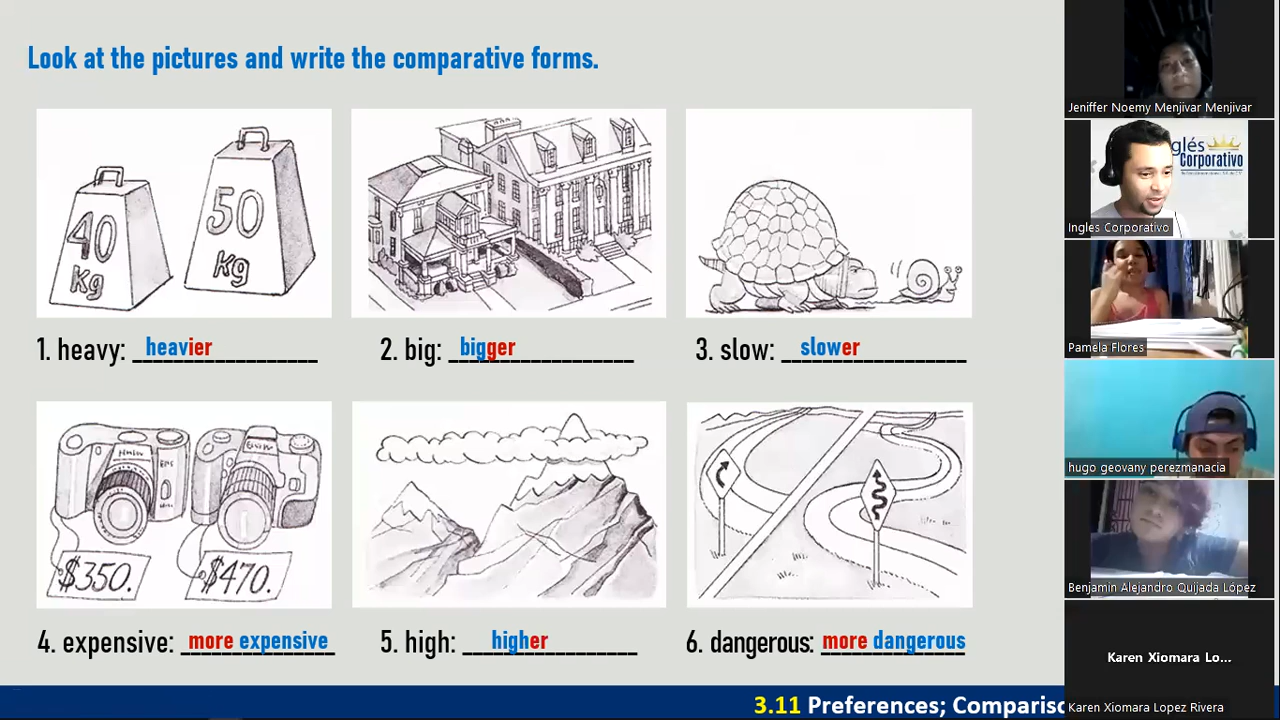 Look at the pictures and write the comparative forms.
40
Kg
50
Kg
1. heavy: heavier
2. big: bigger
3. slow: slower
$350.
$470.
4. expensive: more expensive
5. high: higher
6. dangerous: more dangerous
3.11 Preferences; Comparisc
Jeniffer Noemy Menjivar Menjivar
glés
Corporativo
Ingles Corporativo
Pamela Flores
hugo geovany perezmanacia
Benjamin Alejandro Quijada López
Karen Xiomara Lo...
Karen Xiomara Lopez Rivera